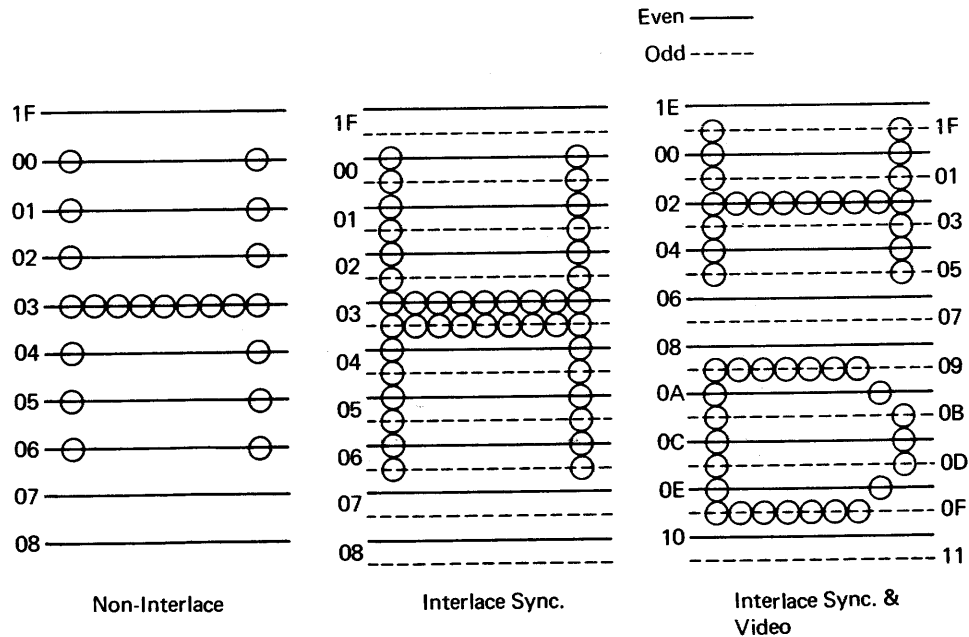 Even
Odd
1F
00
01
02
03
04
05
06
07
08
Non-Interlace
1F
00
01
02
03
04
05
06
07
08
Interlace Sync.
1E
1F
00
01
02
03
04
05
06
07
08
09
0A
0B
0C
0D
0E
0F
10
11
Interlace Sync. &
Video